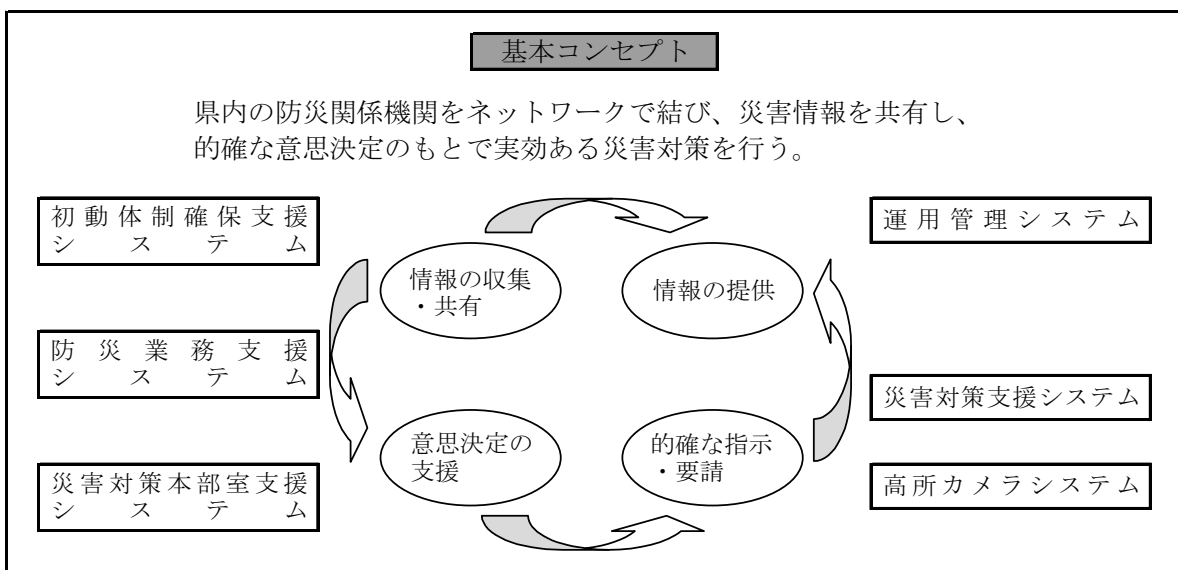 基本コンセプト
県内の防災関係機関をネットワークで結び、災害情報を共有し、
的確な意思決定のもとで実効ある災害対策を行う。
初動体制確保支援
システム
防災業務支援
システム
災害対策本部室支援
システム
情報の収集
・共有
情報の提供
意思決定の
支援
的確な指示
・要請
運用管理システム
災害対策支援システム
高所カメラシステム